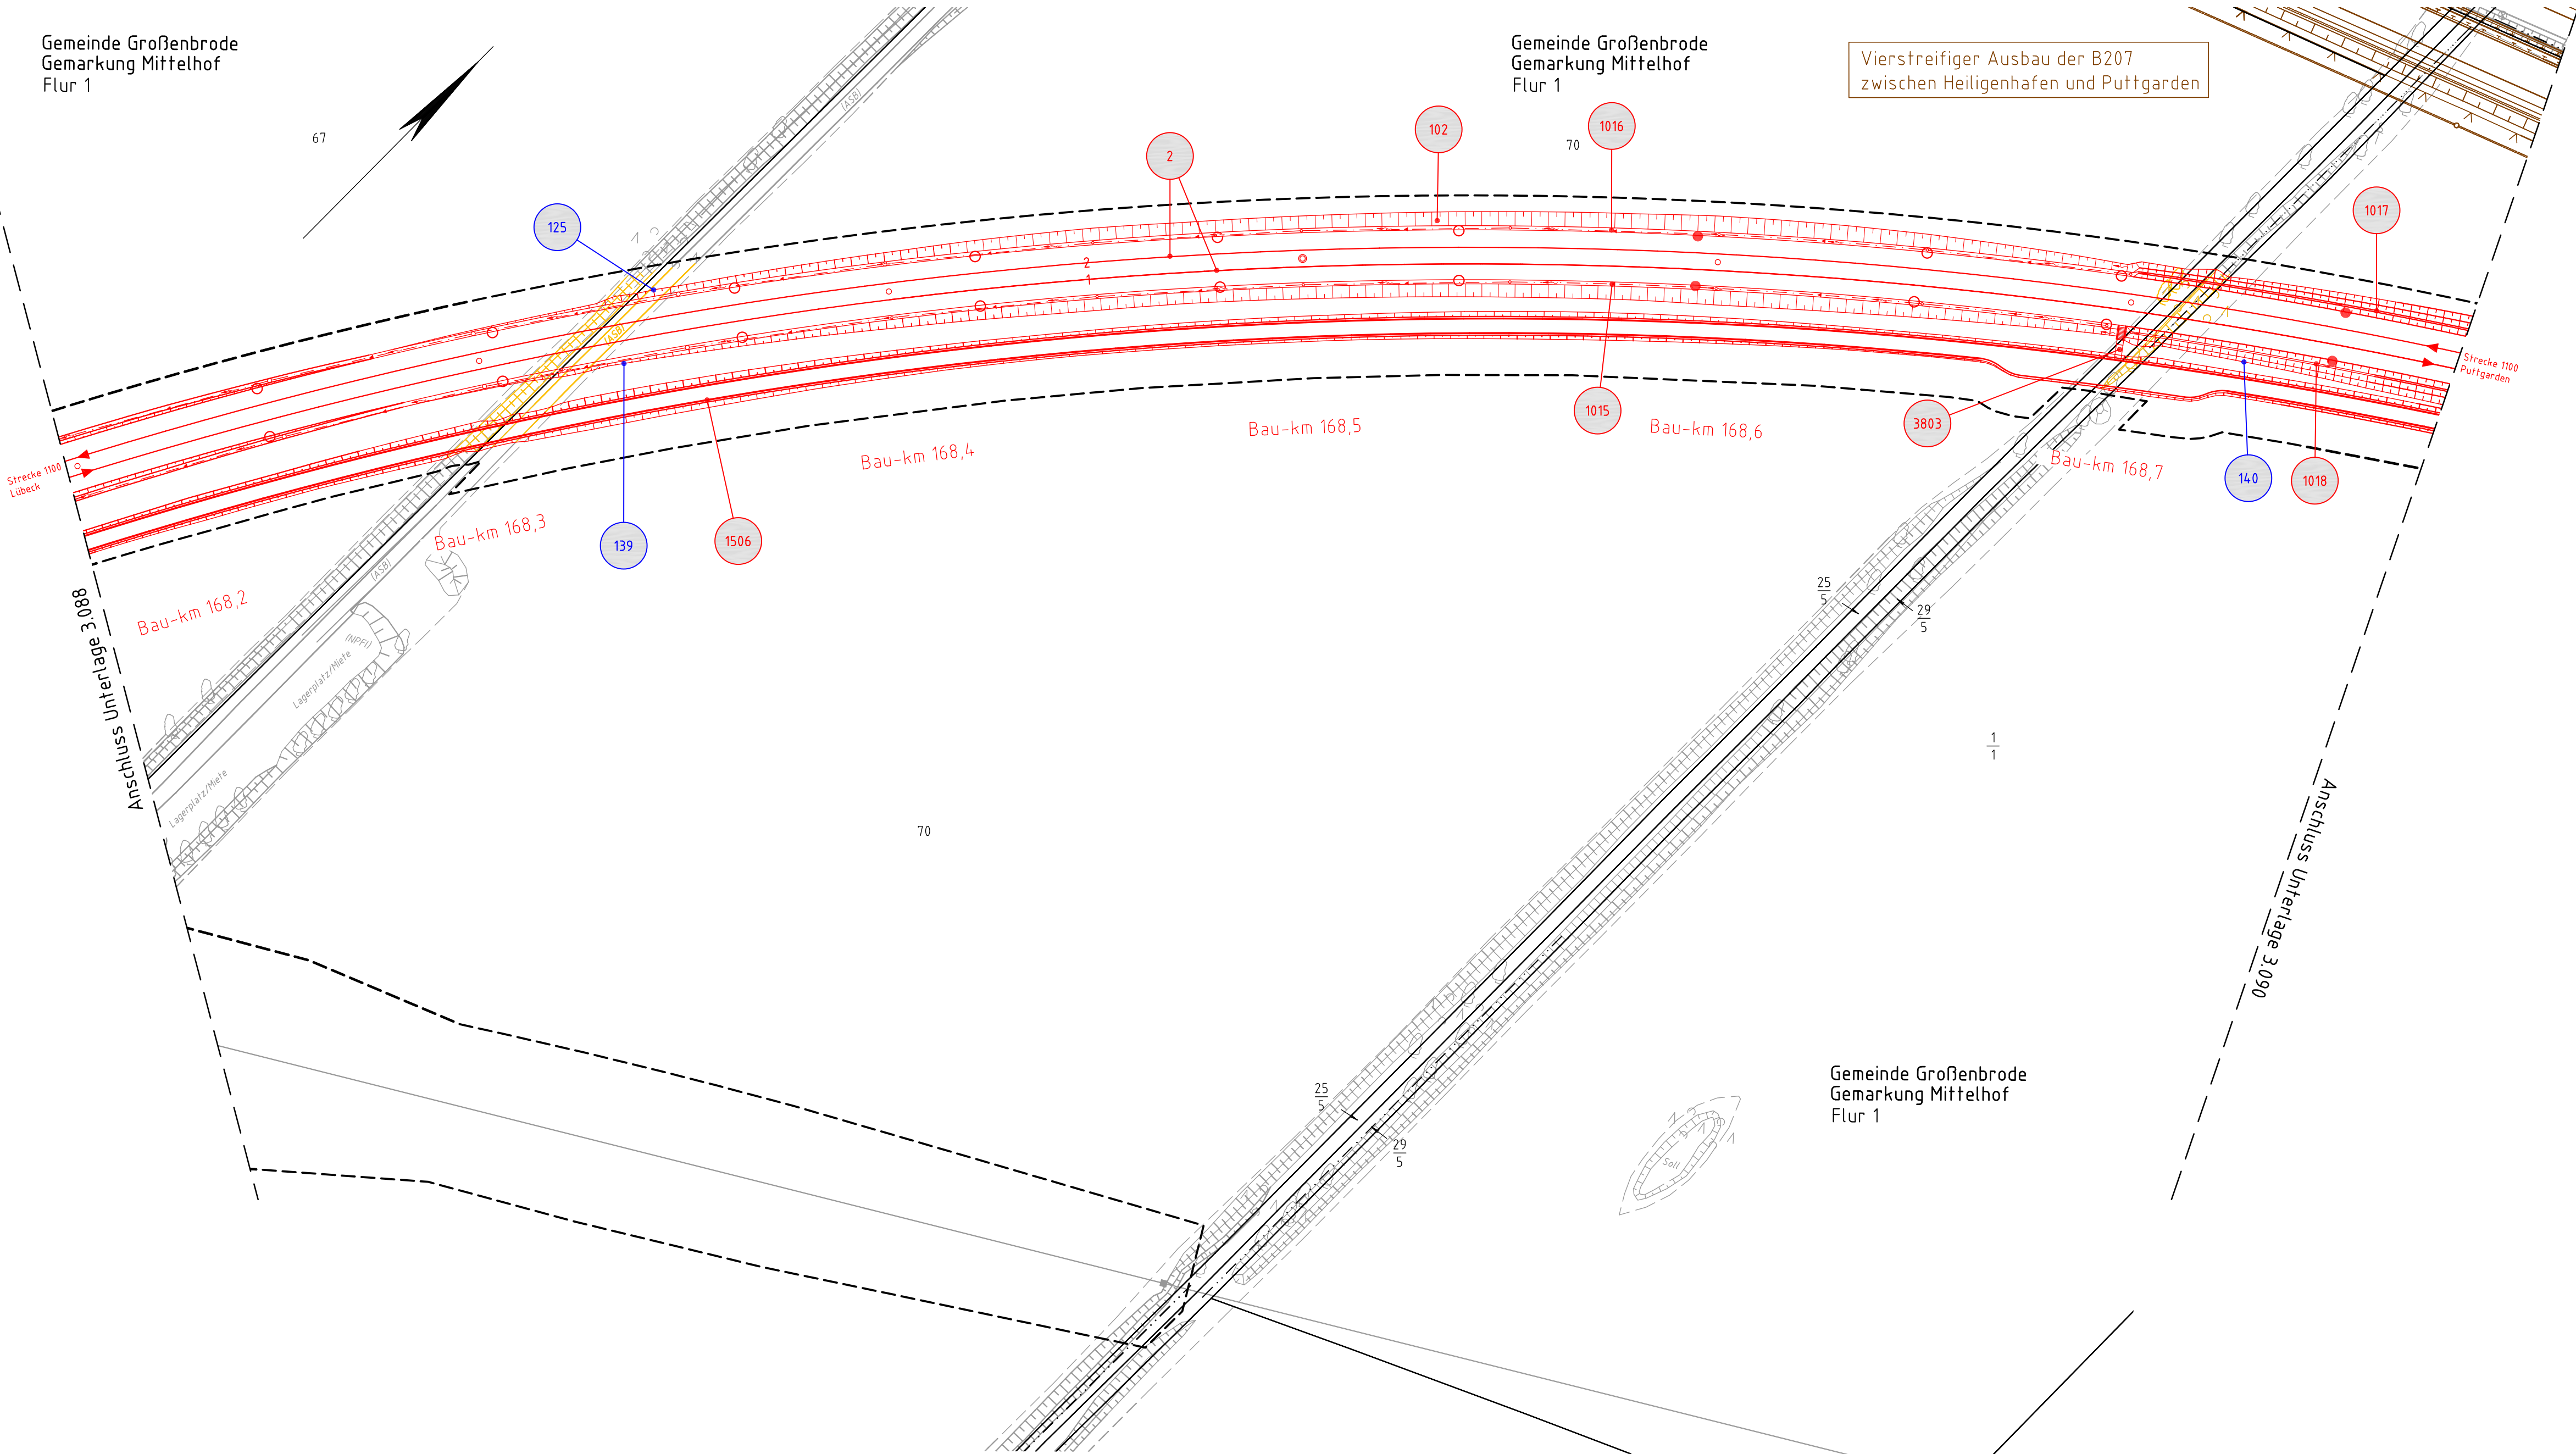 Gemeinde Großenbrode
Gemarkung Mittelhof
Flur 1
Gemeinde Großenbrode
Gemarkung Mittelhof
Flur 1
Vierstreifiger Ausbau der B207
zwischen Heiligenhafen und Puttgarden
67
(ASB)
102
1016
70
2
1017
125
2
1
(ASB)
Strecke 1100
Puttgarden
1015
3803
Bau-km 168,5
Bau-km 168,6
Bau-km 168,4
Bau-km 168,7
Strecke 1100
Lübeck
140
1018
Bau-km 168,3
139
1506
(ASB)
Bau-km 168,2
25
5
29
5
(NPFl)
Lagerplatz/Miete
Anschluss Unterlage 3.088
Lagerplatz/Miete
1
1
70
Anschluss Unterlage 3.090
25
5
29
5
Gemeinde Großenbrode
Gemarkung Mittelhof
Flur 1
Soll